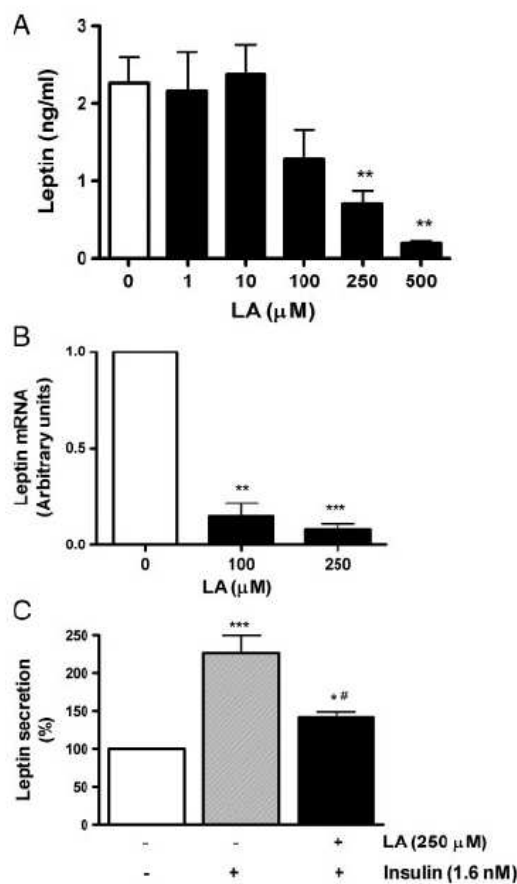 A
Leptin (ng/ml)
3
2
1
0
**
**
0 1 10 100 250 500
LA (µM)
B
Leptin mRNA
(Arbitrary units)
1.0
0.5
0.0
**
***
0 100 250
LA (µM)
C
Leptin secretion
(%)
250
200
150
100
50
0
***
* #
- - + LA (250 µM)
- + + Insulin (1.6 nM)